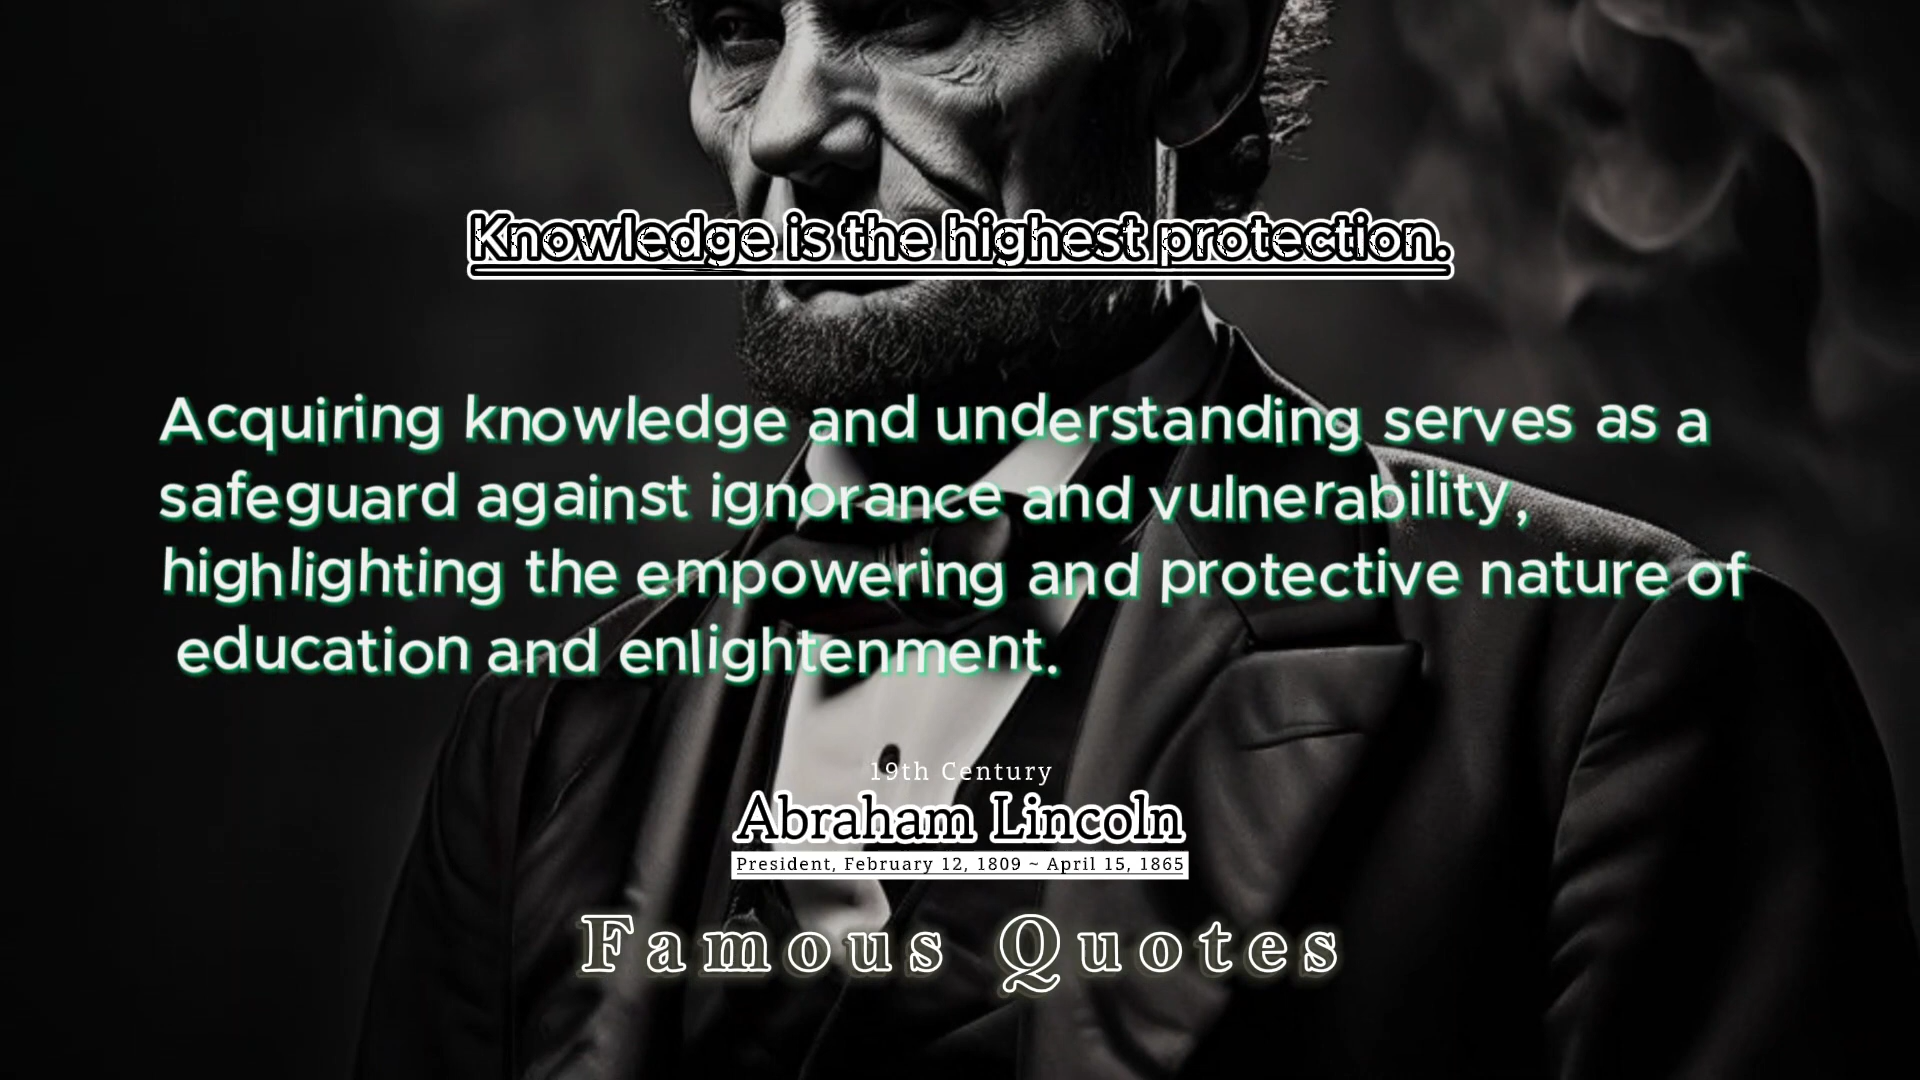 Knowledge is the highest protection.
Acquiring knowledge and understanding serves as a
safeguard against ignorance and vulnerability,
highlighting the empowering and protective nature of
education and enlightenment.
19th Century
Abraham Lincoln
President, February 12, 1809 ~ April 15, 1865
Famous Quotes